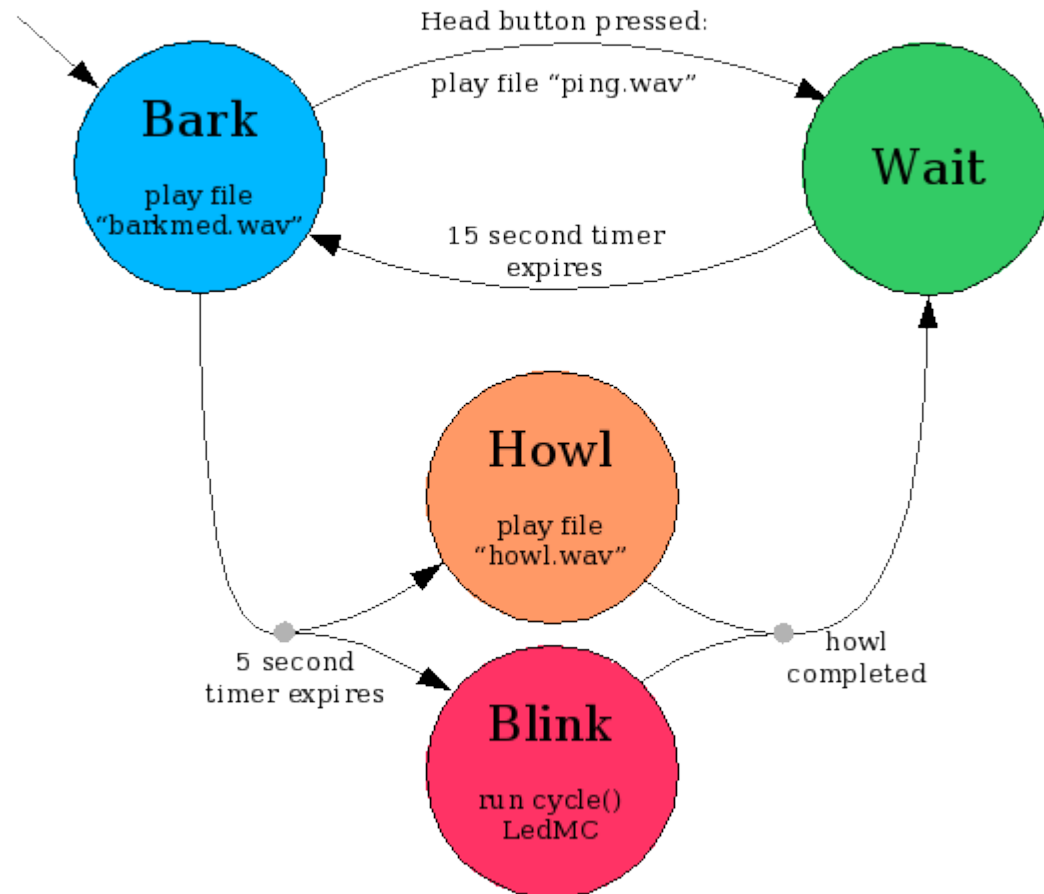 Head button pressed:
play file “ping.wav”
Bark
play file
“barkmed.wav”
Wait
15 second timer
expires
Howl
play file
“howl.wav”
5 second
timer expires
howl
completed
Blink
run cycle()
LedMC